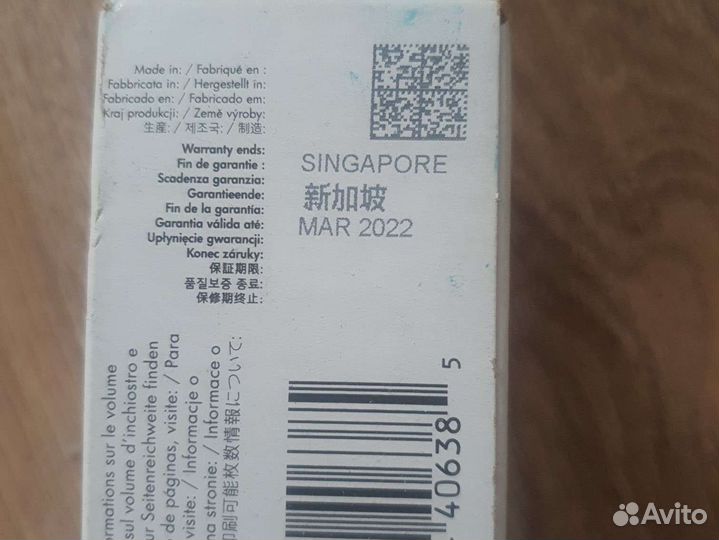 Made in: / Fabriqué en :
Fabbricata in: / Hergestellt in:
Fabricado en: / Fabricado em:
Kraj produkcji: / Země výroby:
生産: / 제조국: / 制造:
Warranty ends:
Fin de garantie :
Scadenza garanzia:
Garantieende:
Fin de la garantía:
Garantia válida até:
Upłynięcie gwarancji:
Konec záruky:
保証期限:
품질보증 종료:
保修期终止:
SINGAPORE
新加坡
MAR 2022
formations sur le volume
sul volume d'inchiostro e
ur Seitenreichweite finden
de páginas, visite: / Para
visite: / Informacje o
na stronie: / Informace o
印刷可能枚数情報について:
40638 5
Avito